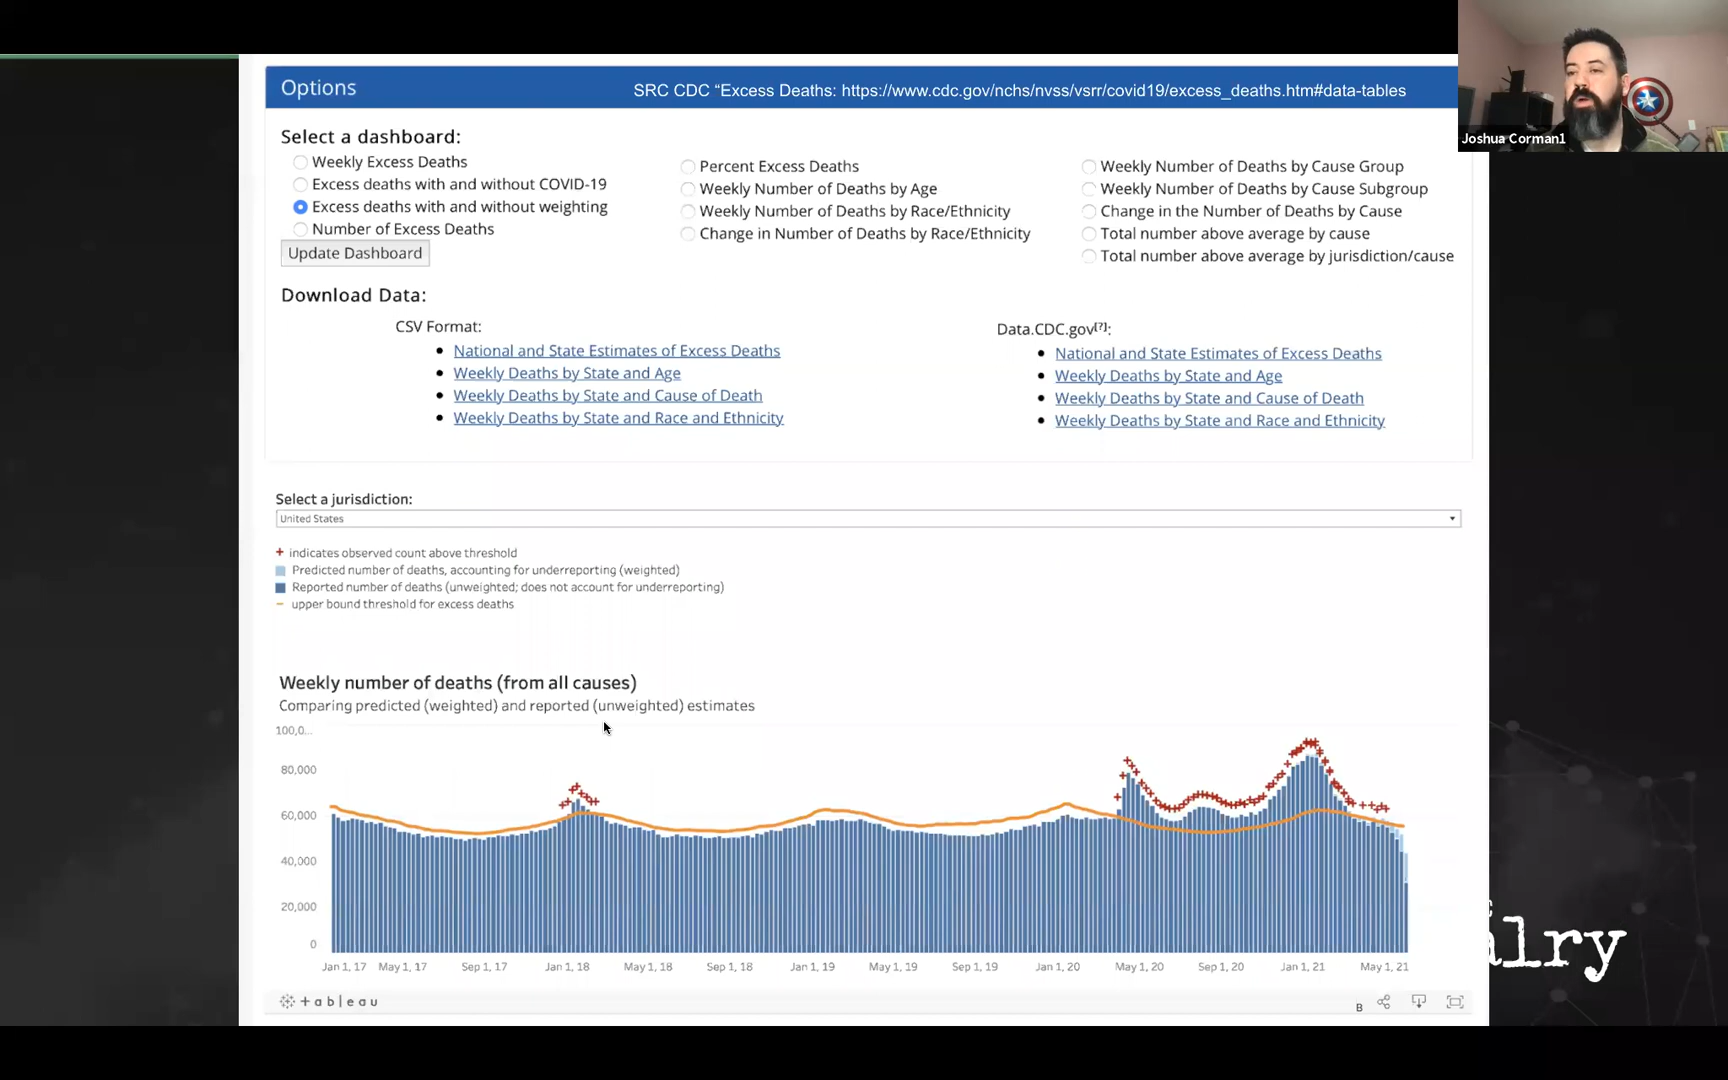 Options
SRC CDC “Excess Deaths: https://www.cdc.gov/nchs/nvss/vsrr/covid19/excess_deaths.htm#data-tables
Joshua Corman1
Select a dashboard:
Weekly Excess Deaths
Excess deaths with and without COVID-19
Excess deaths with and without weighting
Number of Excess Deaths
Update Dashboard
Percent Excess Deaths
Weekly Number of Deaths by Age
Weekly Number of Deaths by Race/Ethnicity
Change in Number of Deaths by Race/Ethnicity
Weekly Number of Deaths by Cause Group
Weekly Number of Deaths by Cause Subgroup
Change in the Number of Deaths by Cause
Total number above average by cause
Total number above average by jurisdiction/cause
Download Data:
CSV Format:
National and State Estimates of Excess Deaths
Weekly Deaths by State and Age
Weekly Deaths by State and Cause of Death
Weekly Deaths by State and Race and Ethnicity
Data.CDC.gov[?]:
National and State Estimates of Excess Deaths
Weekly Deaths by State and Age
Weekly Deaths by State and Cause of Death
Weekly Deaths by State and Race and Ethnicity
Select a jurisdiction:
United States
indicates observed count above threshold
Predicted number of deaths, accounting for underreporting (weighted)
Reported number of deaths (unweighted; does not account for underreporting)
upper bound threshold for excess deaths
Weekly number of deaths (from all causes)
Comparing predicted (weighted) and reported (unweighted) estimates
100,0...
80,000
60,000
40,000
20,000
0
Jan 1, 17 May 1, 17 Sep 1, 17 Jan 1, 18 May 1, 18 Sep 1, 18 Jan 1, 19 May 1, 19 Sep 1, 19 Jan 1, 20 May 1, 20 Sep 1, 20 Jan 1, 21 May 1, 21
+ableau
B
alry